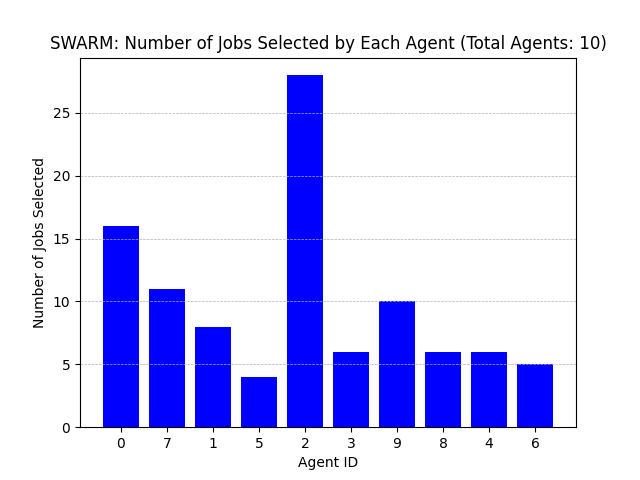 SWARM: Number of Jobs Selected by Each Agent (Total Agents: 10)
Number of Jobs Selected
25
20
15
10
5
0
0 7 1 5 2 3 9 8 4 6
Agent ID